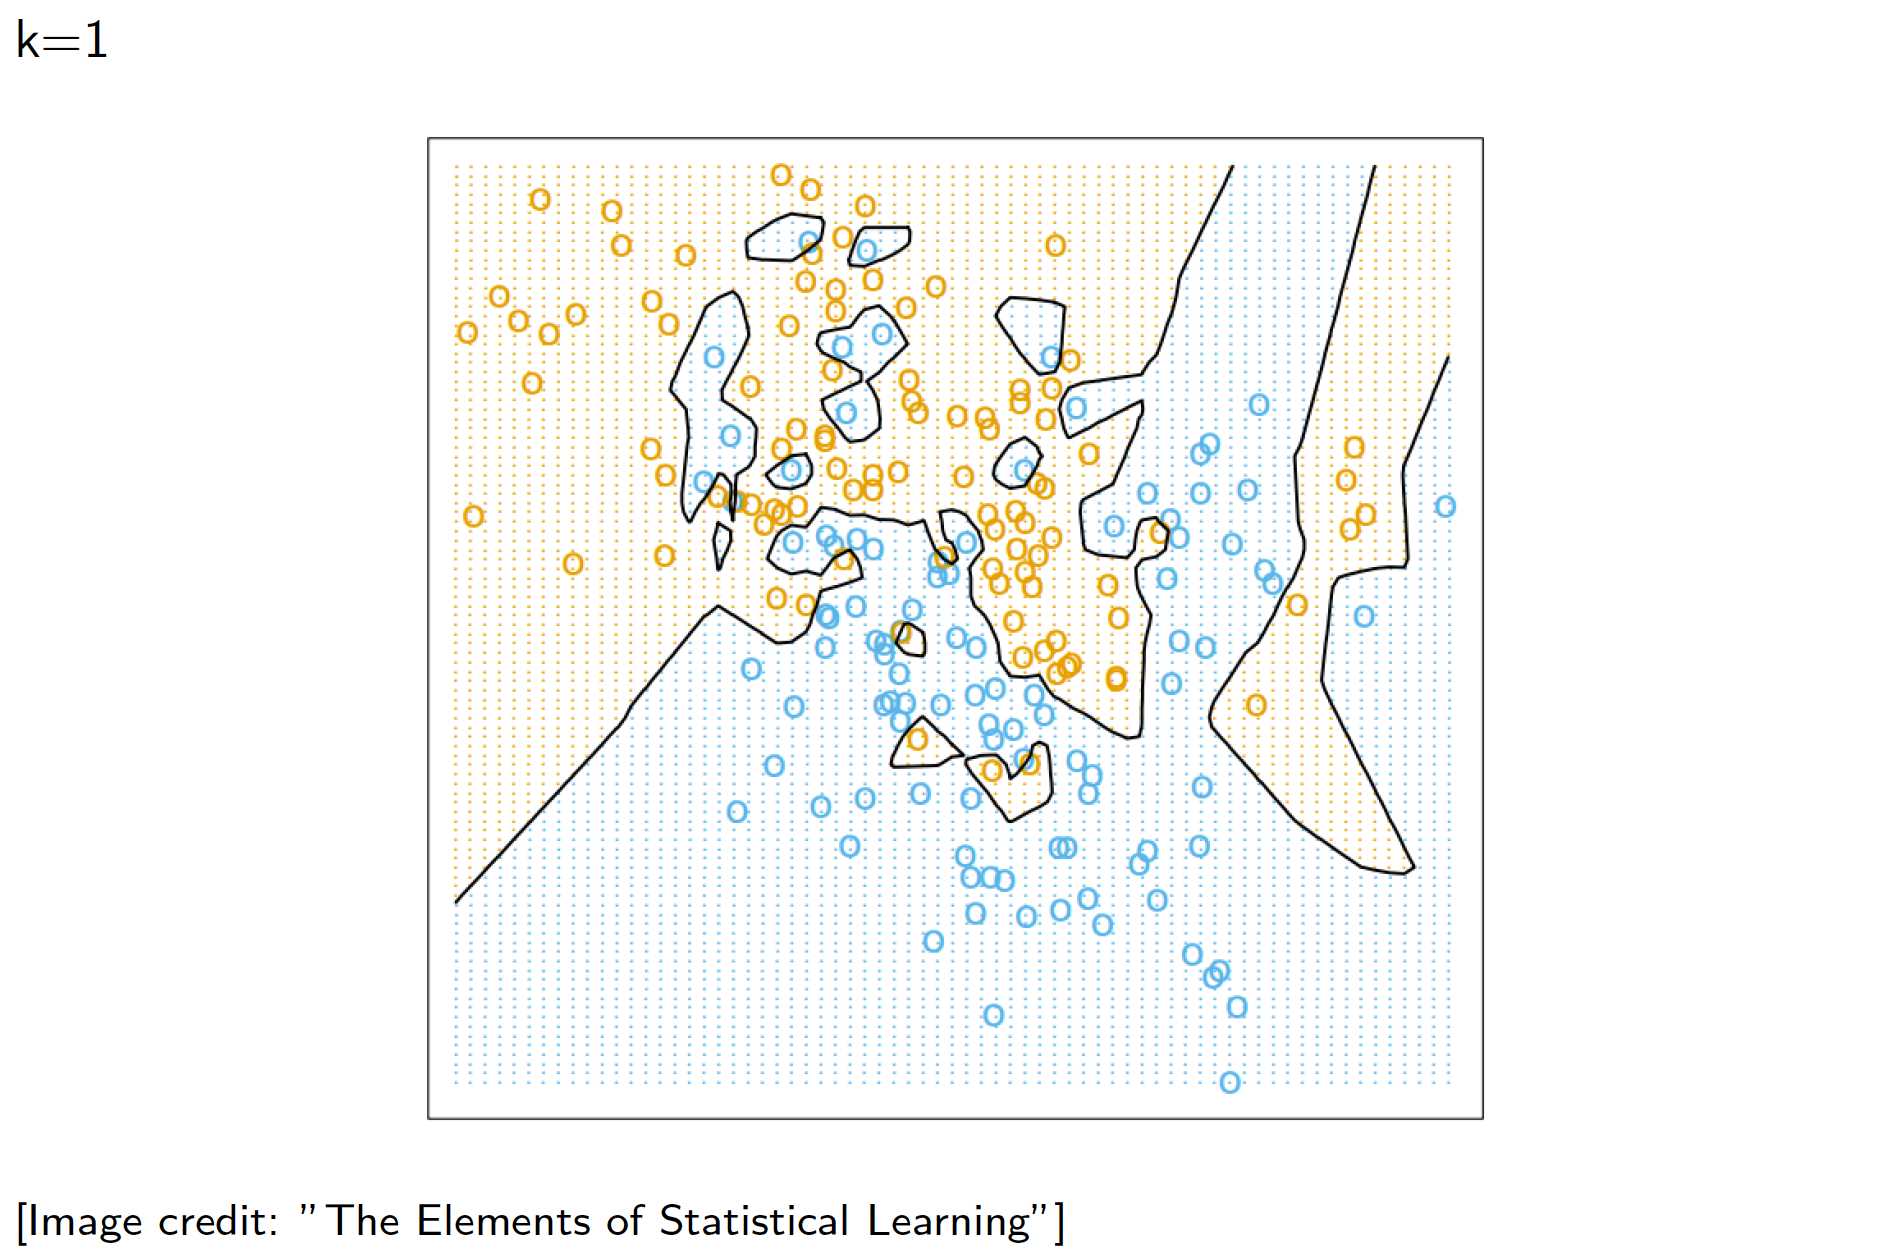 k=1
[Image credit: "The Elements of Statistical Learning"]